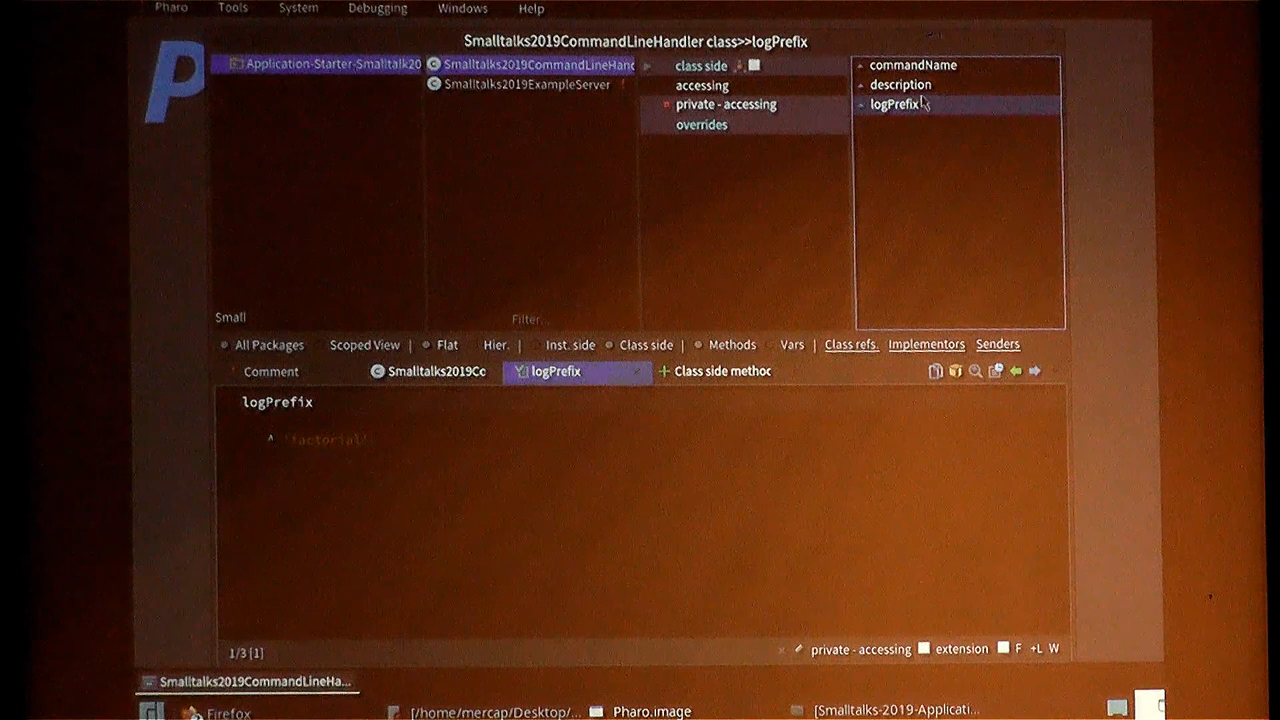 Pharo Tools System Debugging Windows Help
P
Smalltalks2019CommandLineHandler class>>logPrefix
Application-Starter-Smalltalk20
Smalltalks2019CommandLineHanc
Smalltalks2019ExampleServer !
class side
accessing
private - accessing
overrides
commandName
description
logPrefix
Small
Filter...
All Packages Scoped View | Flat Hier. | Inst. side Class side | Methods Vars | Class refs. Implementors Senders
Comment Smalltalks2019Cc logPrefix × + Class side methoc
logPrefix
^ 'factorial'
1/3 [1]
private - accessing extension F +L W
Smalltalks2019CommandLineHa...
Firefox [/home/mercap/Desktop/... Pharo.image [Smalltalks-2019-Applicati...